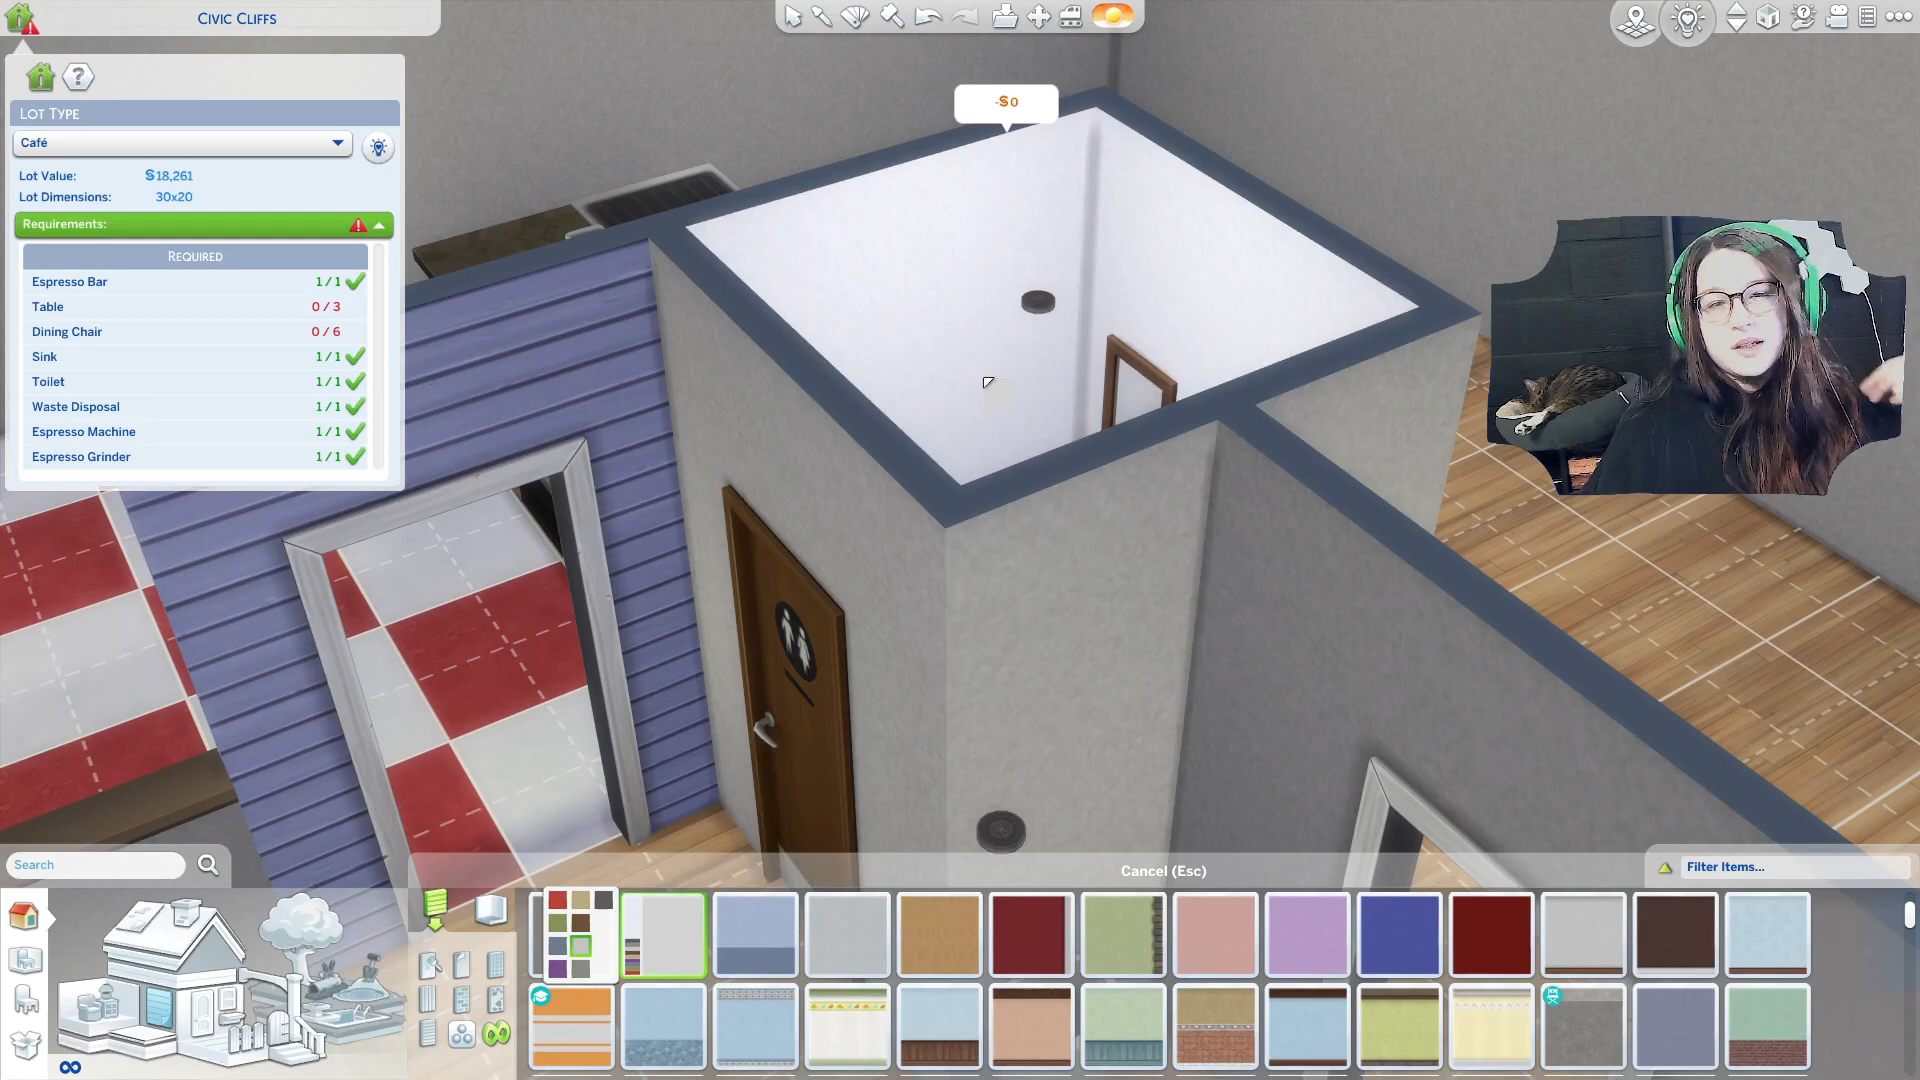 CIVIC CLIFFS
LOT TYPE
Café
Lot Value: §18,261
Lot Dimensions: 30x20
Requirements:
REQUIRED
Espresso Bar 1/1
Table 0/3
Dining Chair 0/6
Sink 1/1
Toilet 1/1
Waste Disposal 1/1
Espresso Machine 1/1
Espresso Grinder 1/1
-§0
Search
Cancel (Esc)
Filter Items...